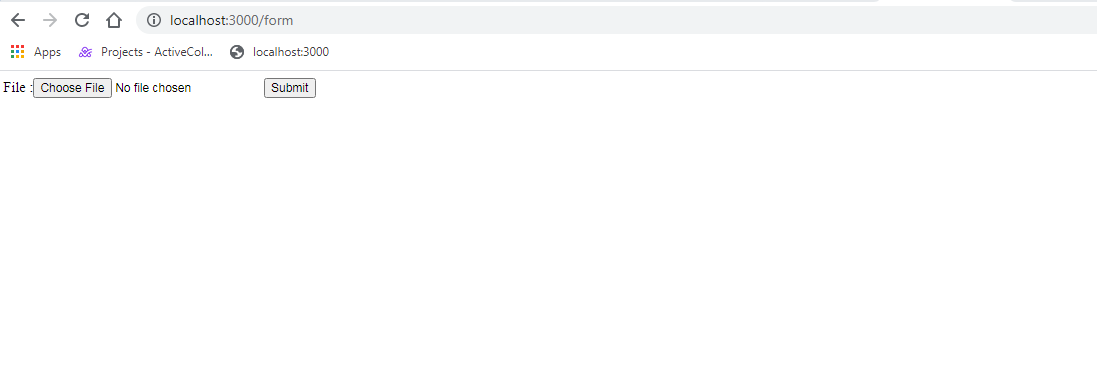 localhost:3000/form
Apps Projects - ActiveCol... localhost:3000
File : Choose File No file chosen Submit